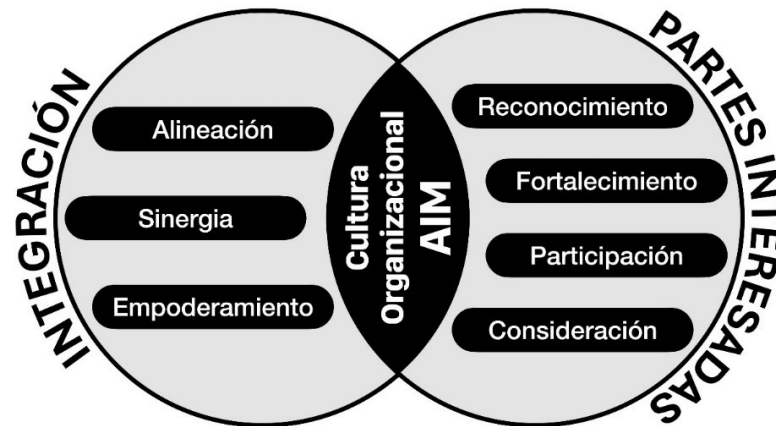 INTEGRACIÓN
Alineación
Sinergia
Empoderamiento
Cultura
Organizacional
AIM
Reconocimiento
Fortalecimiento
Participación
Consideración
PARTES INTERESADAS